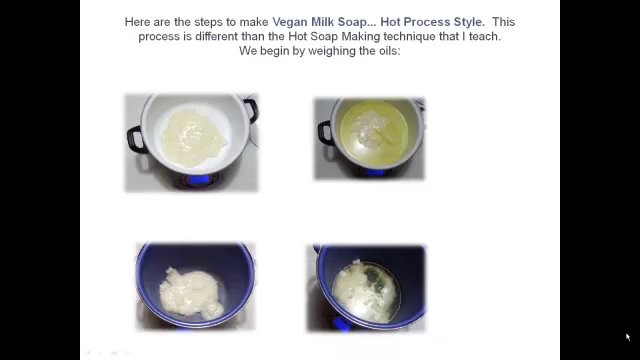 Here are the steps to make Vegan Milk Soap... Hot Process Style.  This
process is different than the Hot Soap Making technique that I teach.
We begin by weighing the oils: